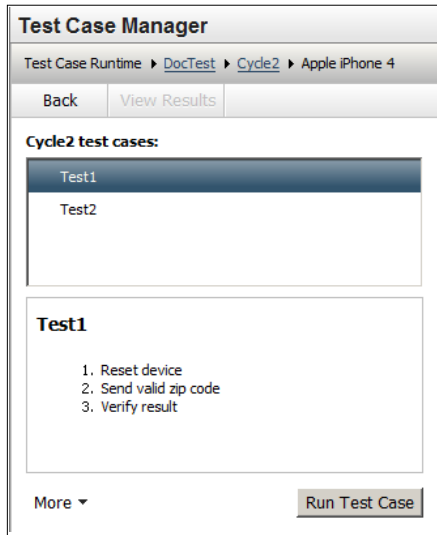 Test Case Manager
Test Case Runtime ▸ DocTest ▸ Cycle2 ▸ Apple iPhone 4
Back View Results
Cycle2 test cases:
Test1
Test2
Test1
1. Reset device
2. Send valid zip code
3. Verify result
More ▾ Run Test Case